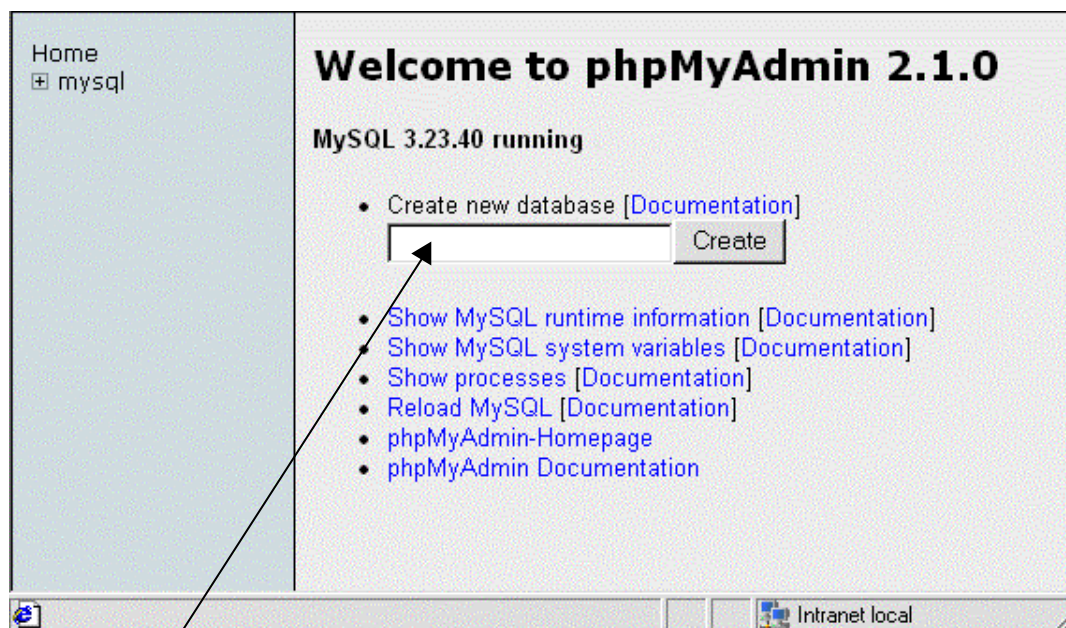 Home
mysql
Welcome to phpMyAdmin 2.1.0
MySQL 3.23.40 running
Create new database [Documentation]
Create
Show MySQL runtime information [Documentation]
Show MySQL system variables [Documentation]
Show processes [Documentation]
Reload MySQL [Documentation]
phpMyAdmin-Homepage
phpMyAdmin Documentation
Intranet local